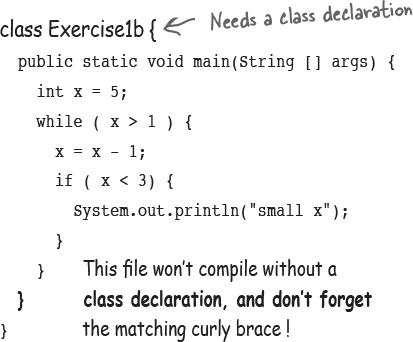 class Exercise1b { Needs a class declaration
public static void main(String [] args) {
int x = 5;
while ( x > 1 ) {
x = x – 1;
if ( x < 3) {
System.out.println("small x");
}
} This file won't compile without a
} class declaration, and don't forget
} the matching curly brace !